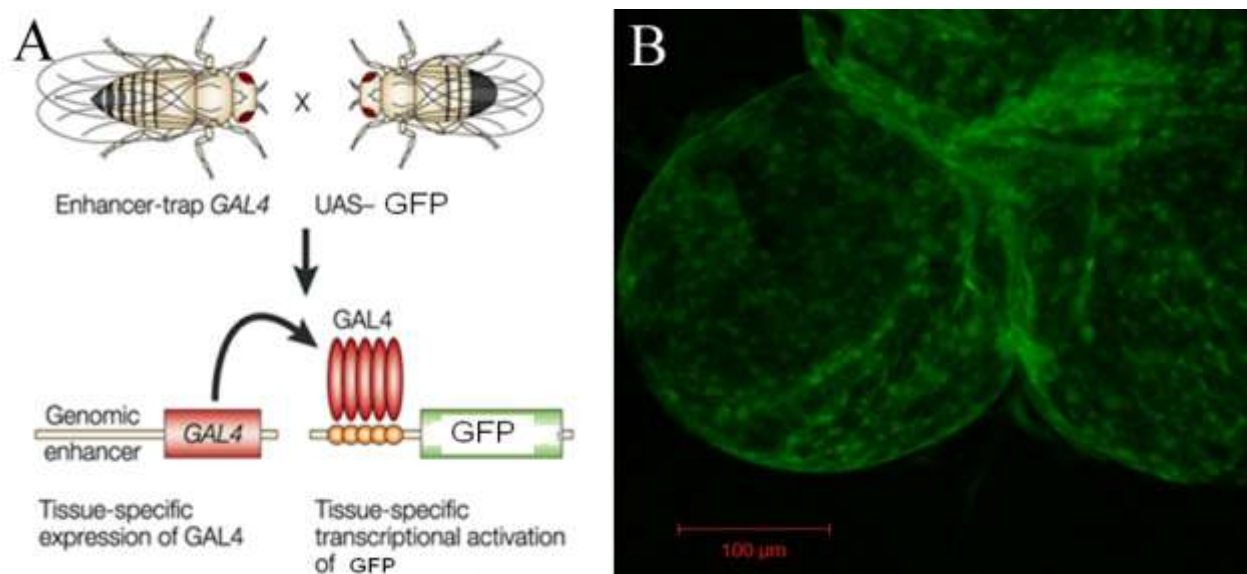 A
x
Enhancer-trap GAL4
UAS– GFP
GAL4
Genomic
enhancer
GAL4
GFP
Tissue-specific
expression of GAL4
Tissue-specific
transcriptional activation
of GFP
B
100 µm